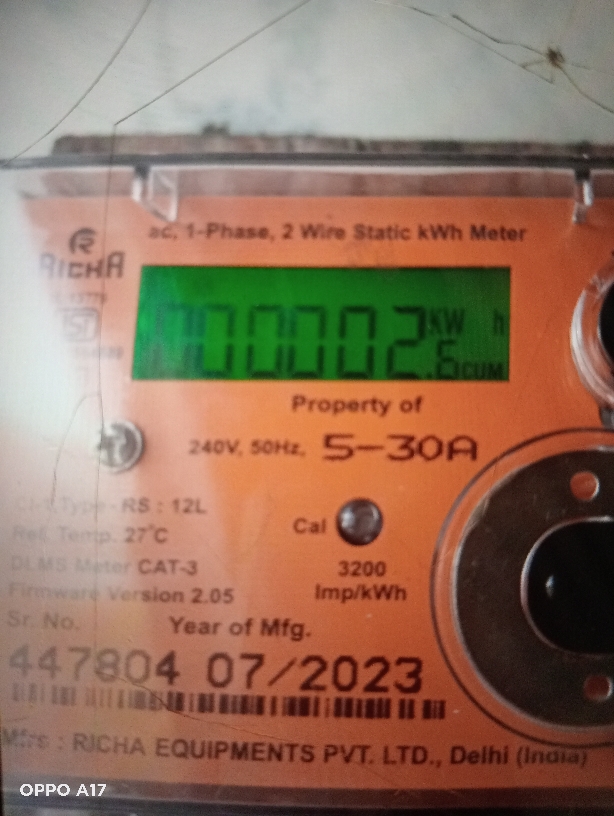 ac, 1-Phase, 2 Wire Static kWh Meter
RICHA
000002 KW h
CUM
Property of
240V, 50Hz, 5-30A
Type - RS : 12L
Cal
Ref. Temp. 27°C
DLMS Meter CAT-3
3200
Imp/kWh
Firmware Version 2.05
Sr. No.
Year of Mfg.
447804 07/2023
Mfrs : RICHA EQUIPMENTS PVT. LTD., Delhi (India)
OPPO A17